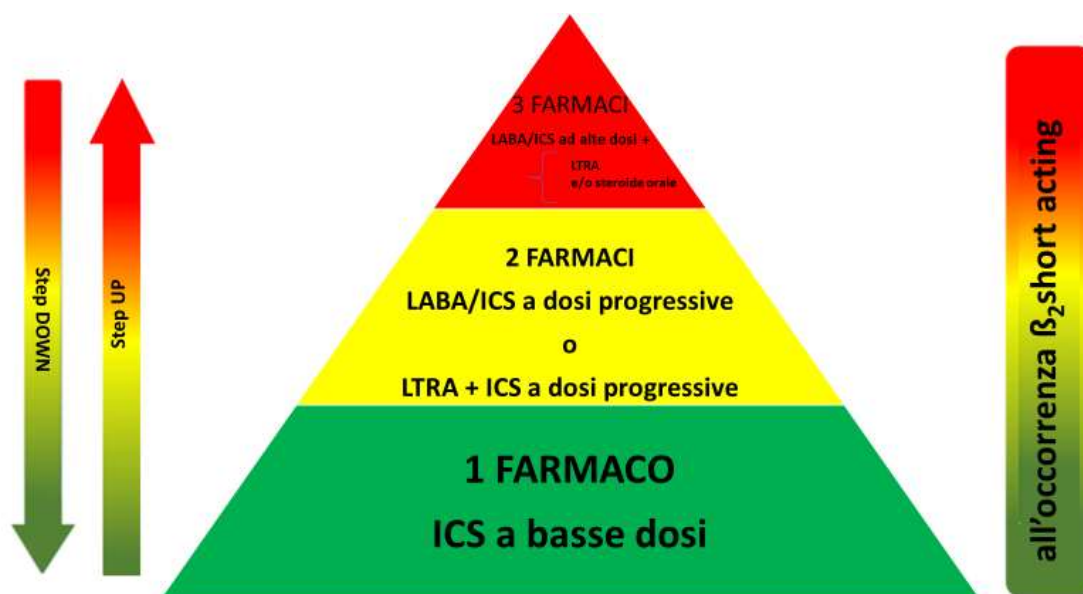 Step DOWN
Step UP
3 FARMACI
LABA/ICS ad alte dosi +
LTRA
e/o steroide orale
2 FARMACI
LABA/ICS a dosi progressive
o
LTRA + ICS a dosi progressive
1 FARMACO
ICS a basse dosi
all'occorrenza ß₂short acting